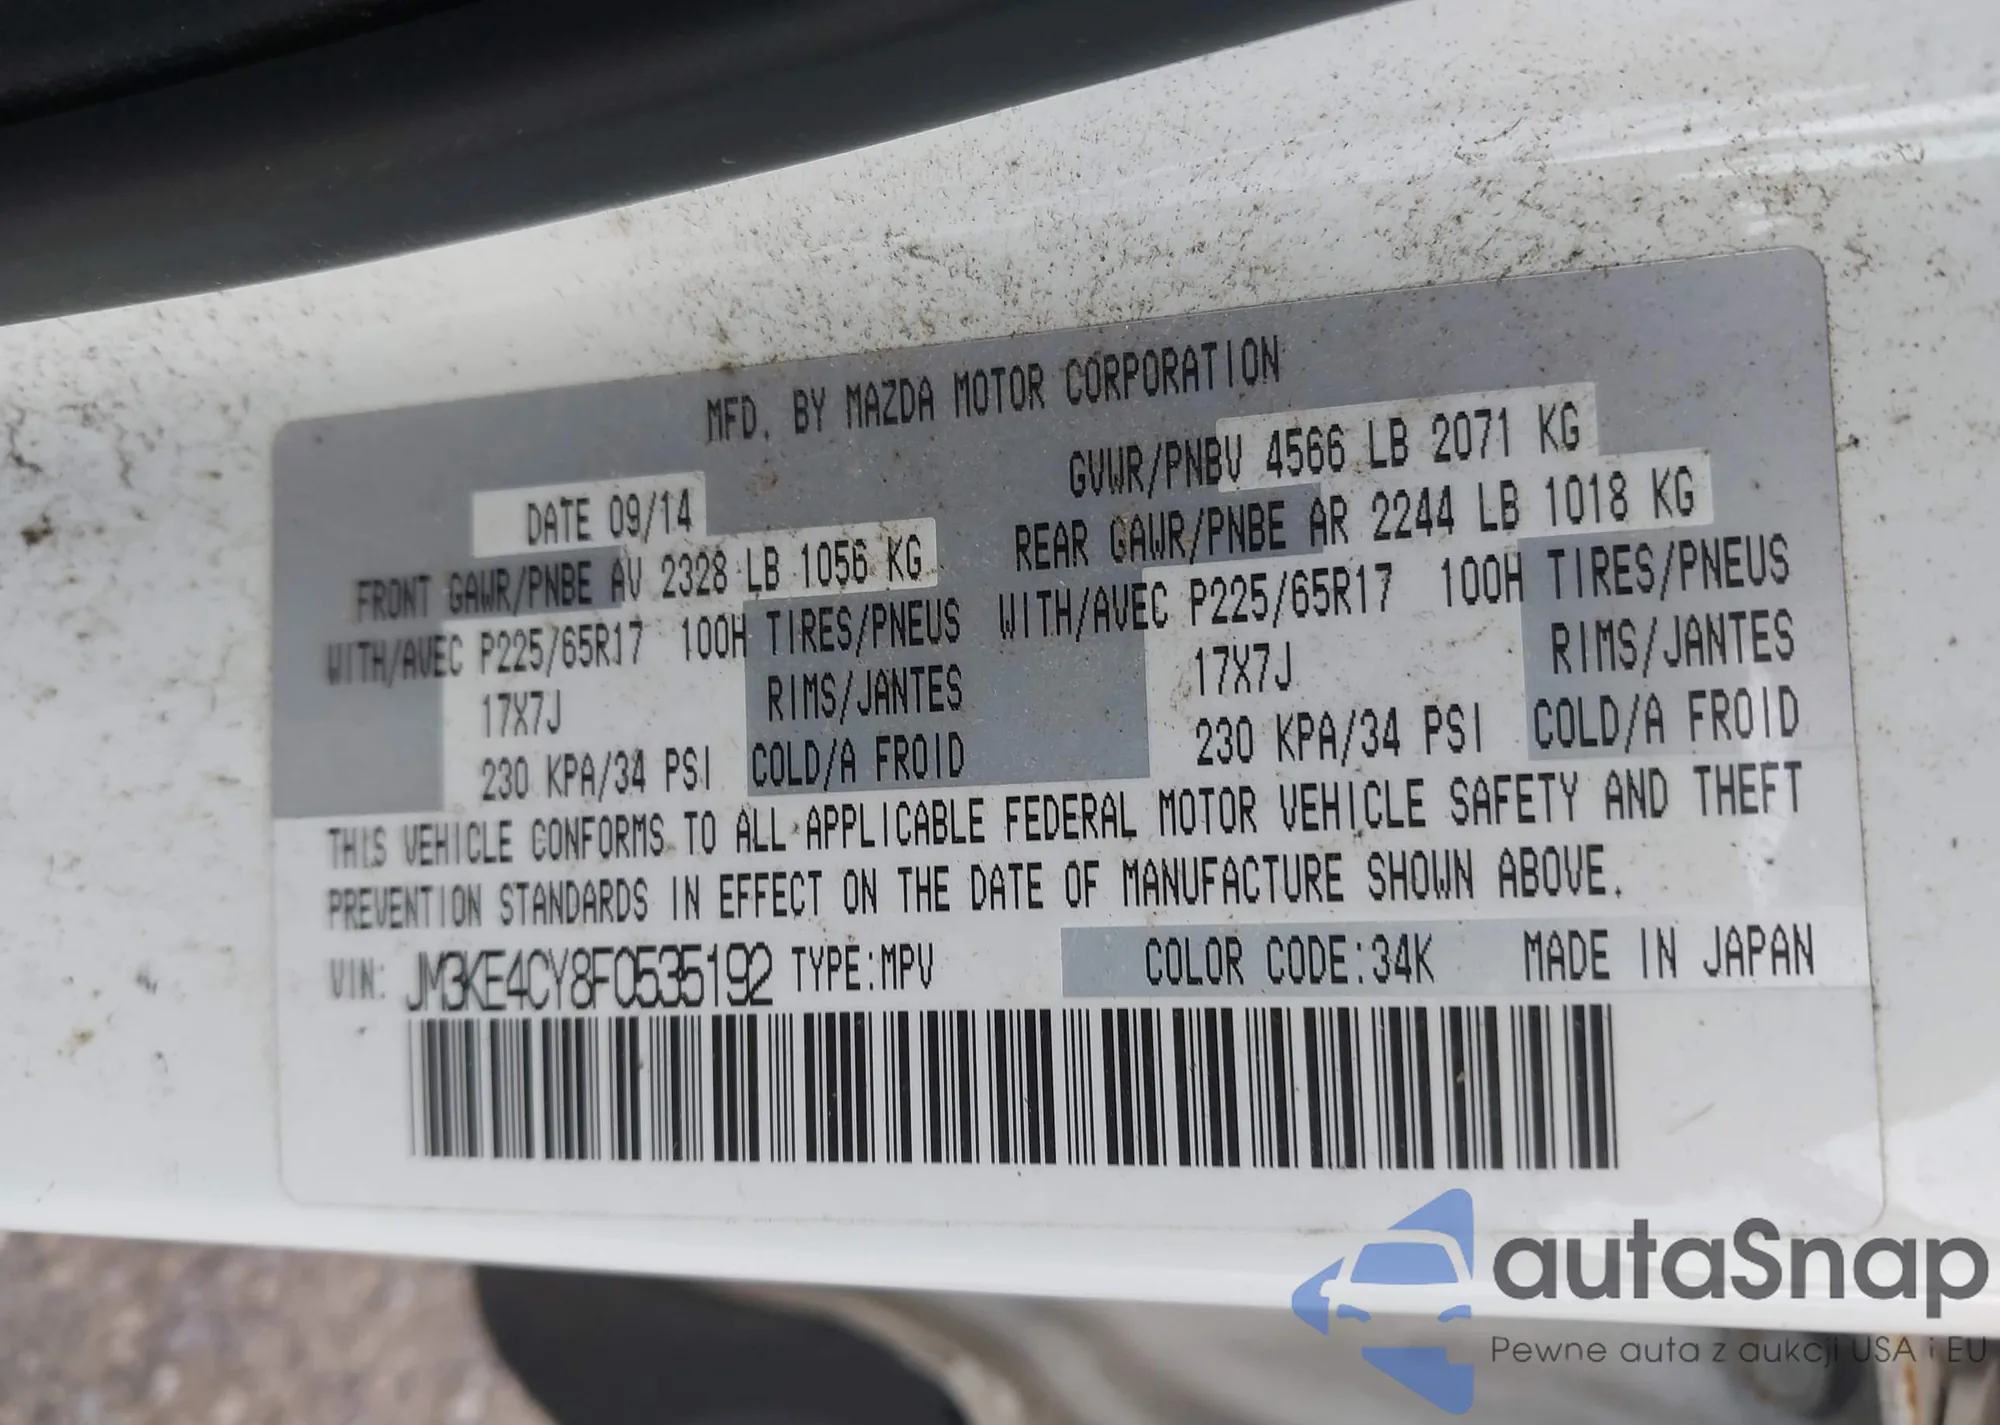 MFD. BY MAZDA MOTOR CORPORATION
DATE 09/14
GVWR/PNBV 4566 LB 2071 KG
FRONT GAWR/PNBE AV 2328 LB 1056 KG
REAR GAWR/PNBE AR 2244 LB 1018 KG
WITH/AVEC P225/65R17 100H TIRES/PNEUS
WITH/AVEC P225/65R17 100H TIRES/PNEUS
17X7J RIMS/JANTES
17X7J RIMS/JANTES
230 KPA/34 PSI COLD/A FROID
230 KPA/34 PSI COLD/A FROID
THIS VEHICLE CONFORMS TO ALL APPLICABLE FEDERAL MOTOR VEHICLE SAFETY AND THEFT
PREVENTION STANDARDS IN EFFECT ON THE DATE OF MANUFACTURE SHOWN ABOVE.
VIN: JM3KE4CY8F0535192 TYPE:MPV COLOR CODE:34K MADE IN JAPAN
autaSnap
Pewne auta z aukcji USA i EU